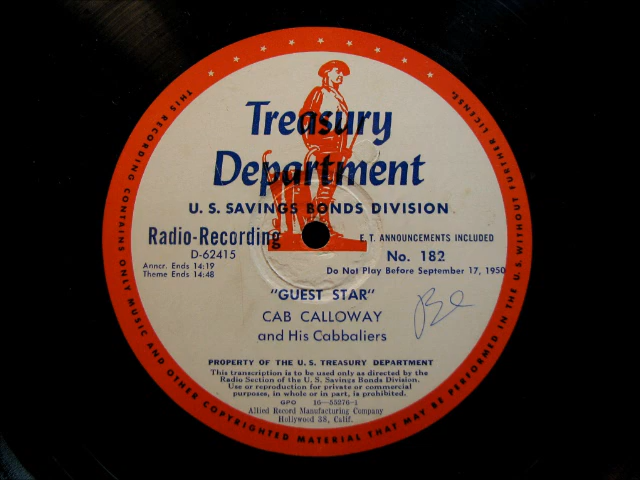 Treasury
Department
U. S. SAVINGS BONDS DIVISION
Radio-Recording
E. T. ANNOUNCEMENTS INCLUDED
D-62415
No. 182
Anncr. Ends 14:19
Do Not Play Before September 17, 1950
Theme Ends 14:48
"GUEST STAR"
CAB CALLOWAY
and His Cabbaliers
PROPERTY OF THE U. S. TREASURY DEPARTMENT
This transcription is to be used only as directed by the
Radio Section of the U. S. Savings Bonds Division.
Use or reproduction for private or commercial
purposes, in whole or in part, is prohibited.
GPO 16—55276-1
Allied Record Manufacturing Company
Hollywood 38, Calif.
THIS RECORDING CONTAINS ONLY MUSIC AND OTHER COPYRIGHTED MATERIAL THAT MAY BE PERFORMED IN THE U. S. WITHOUT FURTHER LICENSE.